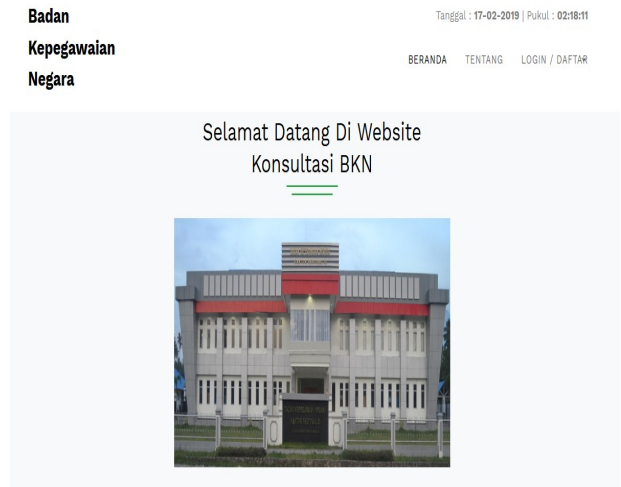 Badan
Kepegawaian
Negara
Tanggal : 17-02-2019 | Pukul : 02:18:11
BERANDA TENTANG LOGIN / DAFTAR
Selamat Datang Di Website
Konsultasi BKN